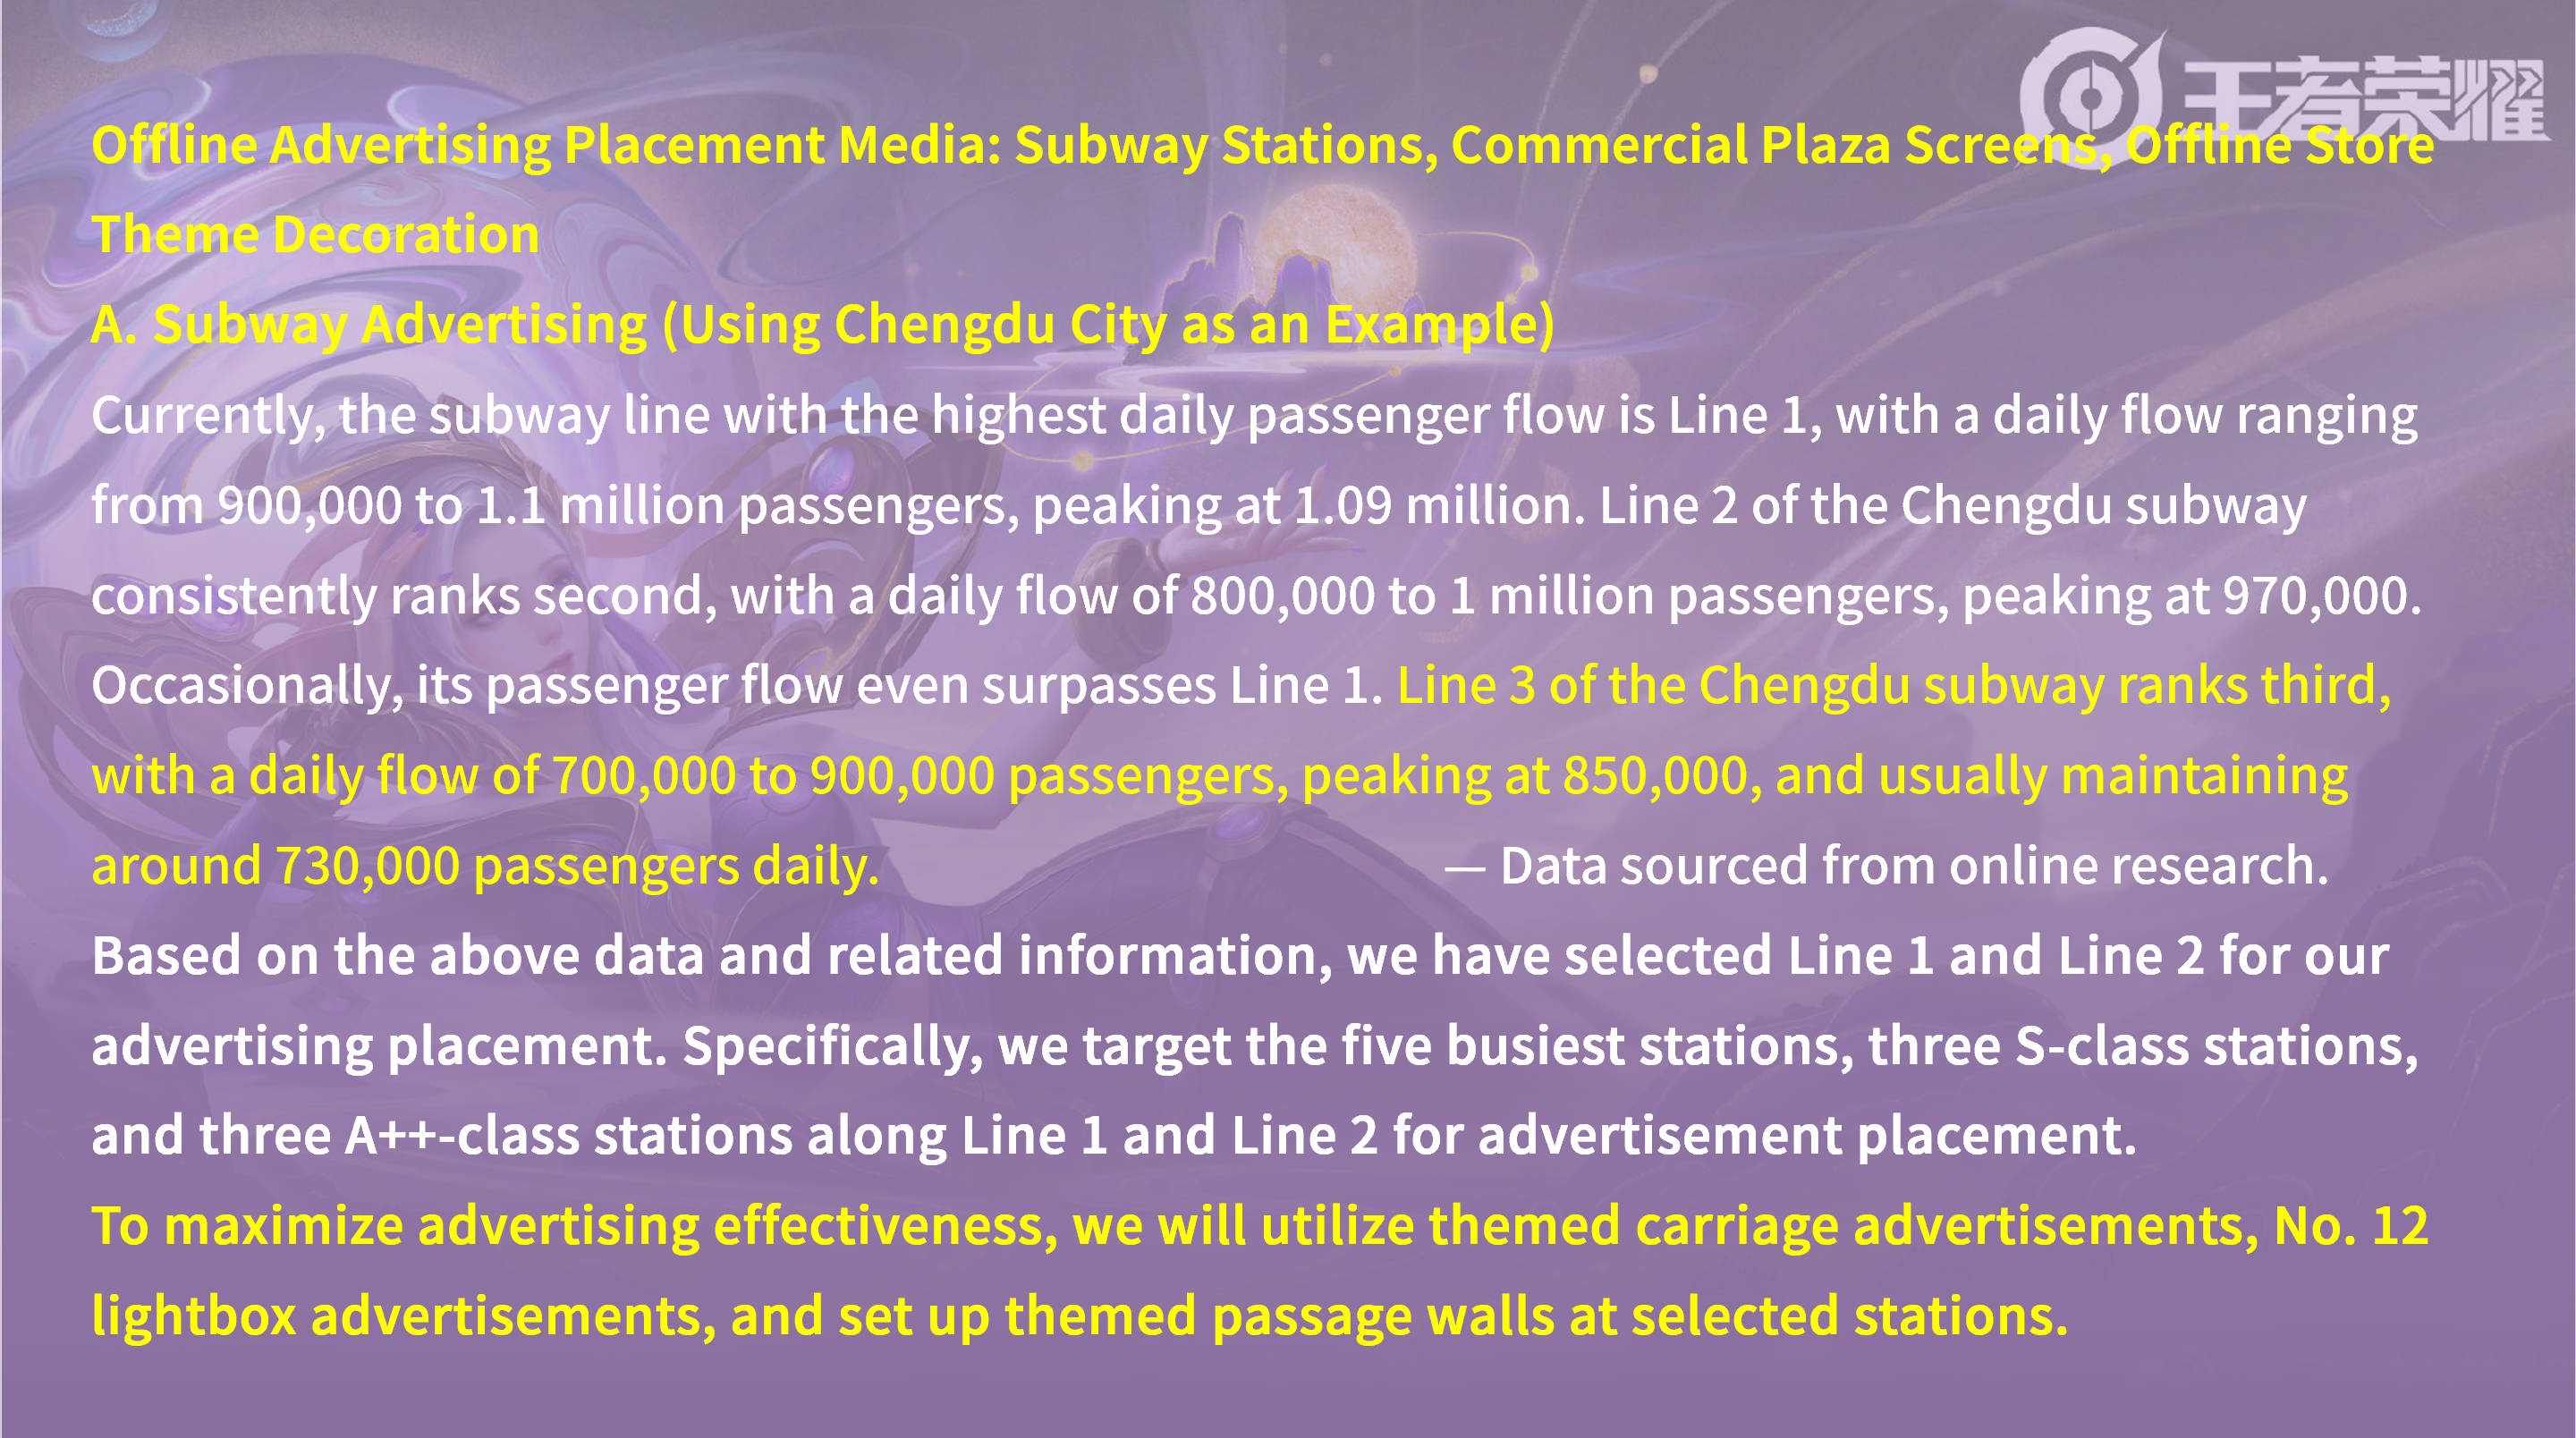 王者荣耀
Offline Advertising Placement Media: Subway Stations, Commercial Plaza Screens, Offline Store
Theme Decoration
A. Subway Advertising (Using Chengdu City as an Example)
Currently, the subway line with the highest daily passenger flow is Line 1, with a daily flow ranging
from 900,000 to 1.1 million passengers, peaking at 1.09 million. Line 2 of the Chengdu subway
consistently ranks second, with a daily flow of 800,000 to 1 million passengers, peaking at 970,000.
Occasionally, its passenger flow even surpasses Line 1. Line 3 of the Chengdu subway ranks third,
with a daily flow of 700,000 to 900,000 passengers, peaking at 850,000, and usually maintaining
around 730,000 passengers daily. — Data sourced from online research.
Based on the above data and related information, we have selected Line 1 and Line 2 for our
advertising placement. Specifically, we target the five busiest stations, three S-class stations,
and three A++-class stations along Line 1 and Line 2 for advertisement placement.
To maximize advertising effectiveness, we will utilize themed carriage advertisements, No. 12
lightbox advertisements, and set up themed passage walls at selected stations.